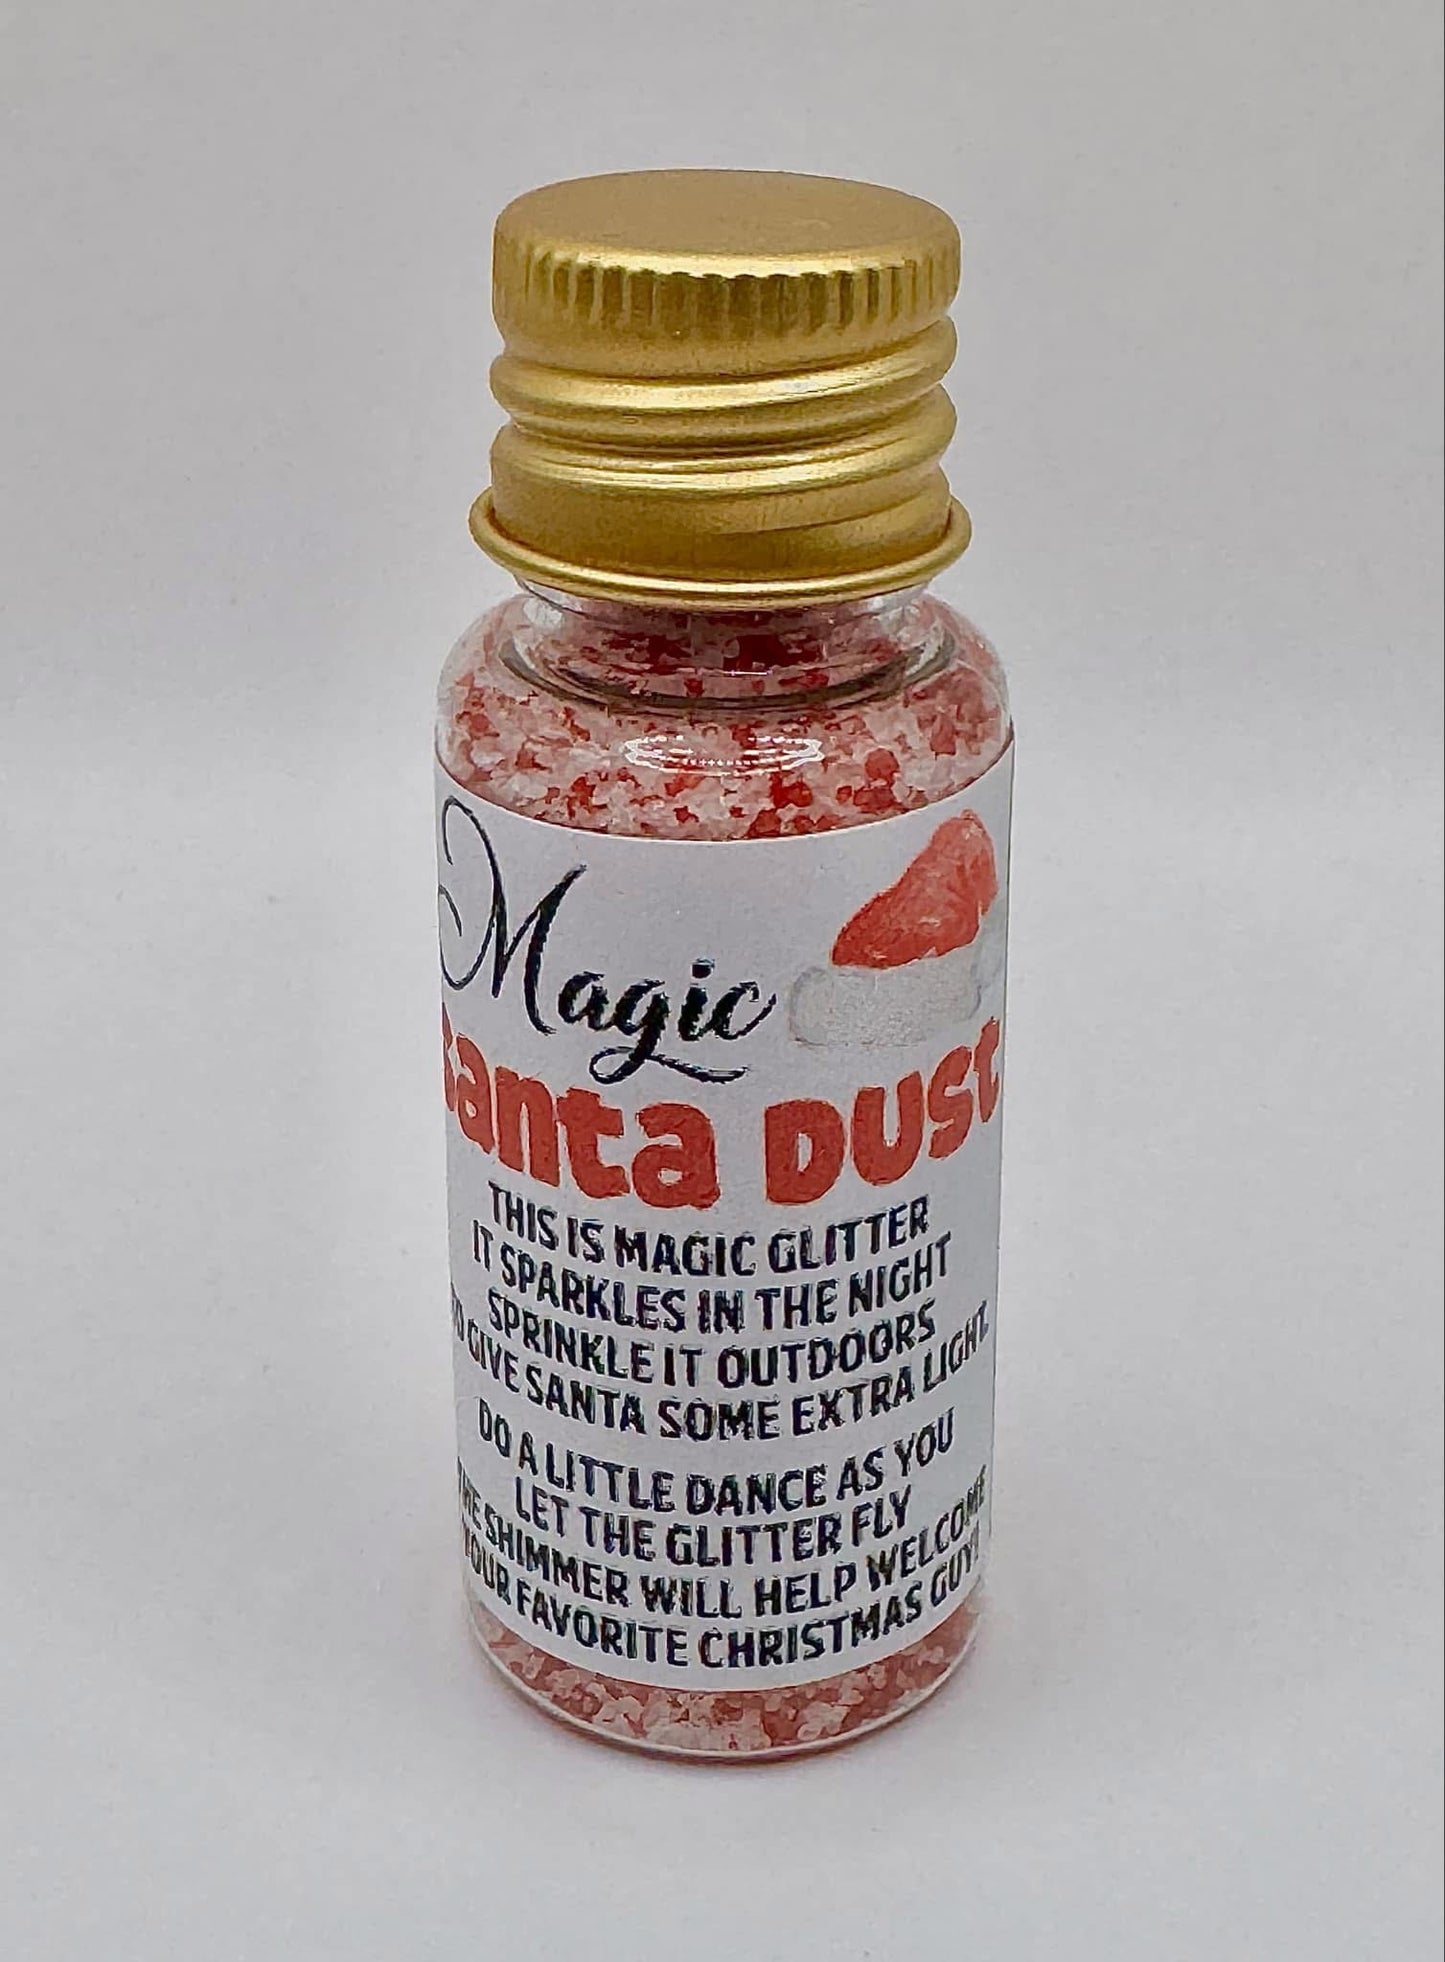 Magic
Santa Dust
THIS IS MAGIC GLITTER
IT SPARKLES IN THE NIGHT
SPRINKLE IT OUTDOORS
TO GIVE SANTA SOME EXTRA LIGHT.
DO A LITTLE DANCE AS YOU
LET THE GLITTER FLY
THE SHIMMER WILL HELP WELCOME
YOUR FAVORITE CHRISTMAS GUY!